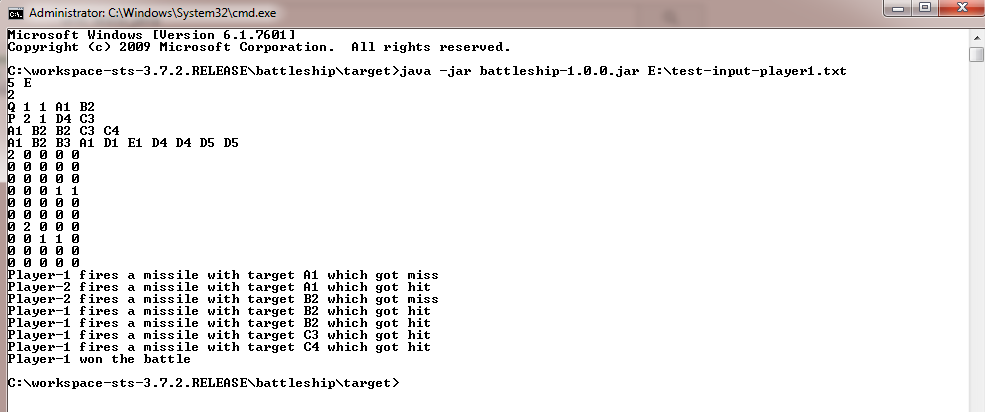 Administrator: C:\Windows\System32\cmd.exe
Microsoft Windows [Version 6.1.7601]
Copyright (c) 2009 Microsoft Corporation.  All rights reserved.
C:\workspace-sts-3.7.2.RELEASE\battleship\target>java -jar battleship-1.0.0.jar E:\test-input-player1.txt
5 E
2
Q 1 1 A1 B2
P 2 1 D4 C3
A1 B2 B2 C3 C4
A1 B2 B3 A1 D1 E1 D4 D4 D5 D5
2 0 0 0 0
0 0 0 0 0
0 0 0 0 0
0 0 0 1 1
0 0 0 0 0
0 0 0 0 0
0 2 0 0 0
0 0 1 1 0
0 0 0 0 0
0 0 0 0 0
Player-1 fires a missile with target A1 which got miss
Player-2 fires a missile with target A1 which got hit
Player-2 fires a missile with target B2 which got miss
Player-1 fires a missile with target B2 which got hit
Player-1 fires a missile with target B2 which got hit
Player-1 fires a missile with target C3 which got hit
Player-1 fires a missile with target C4 which got hit
Player-1 won the battle
C:\workspace-sts-3.7.2.RELEASE\battleship\target>